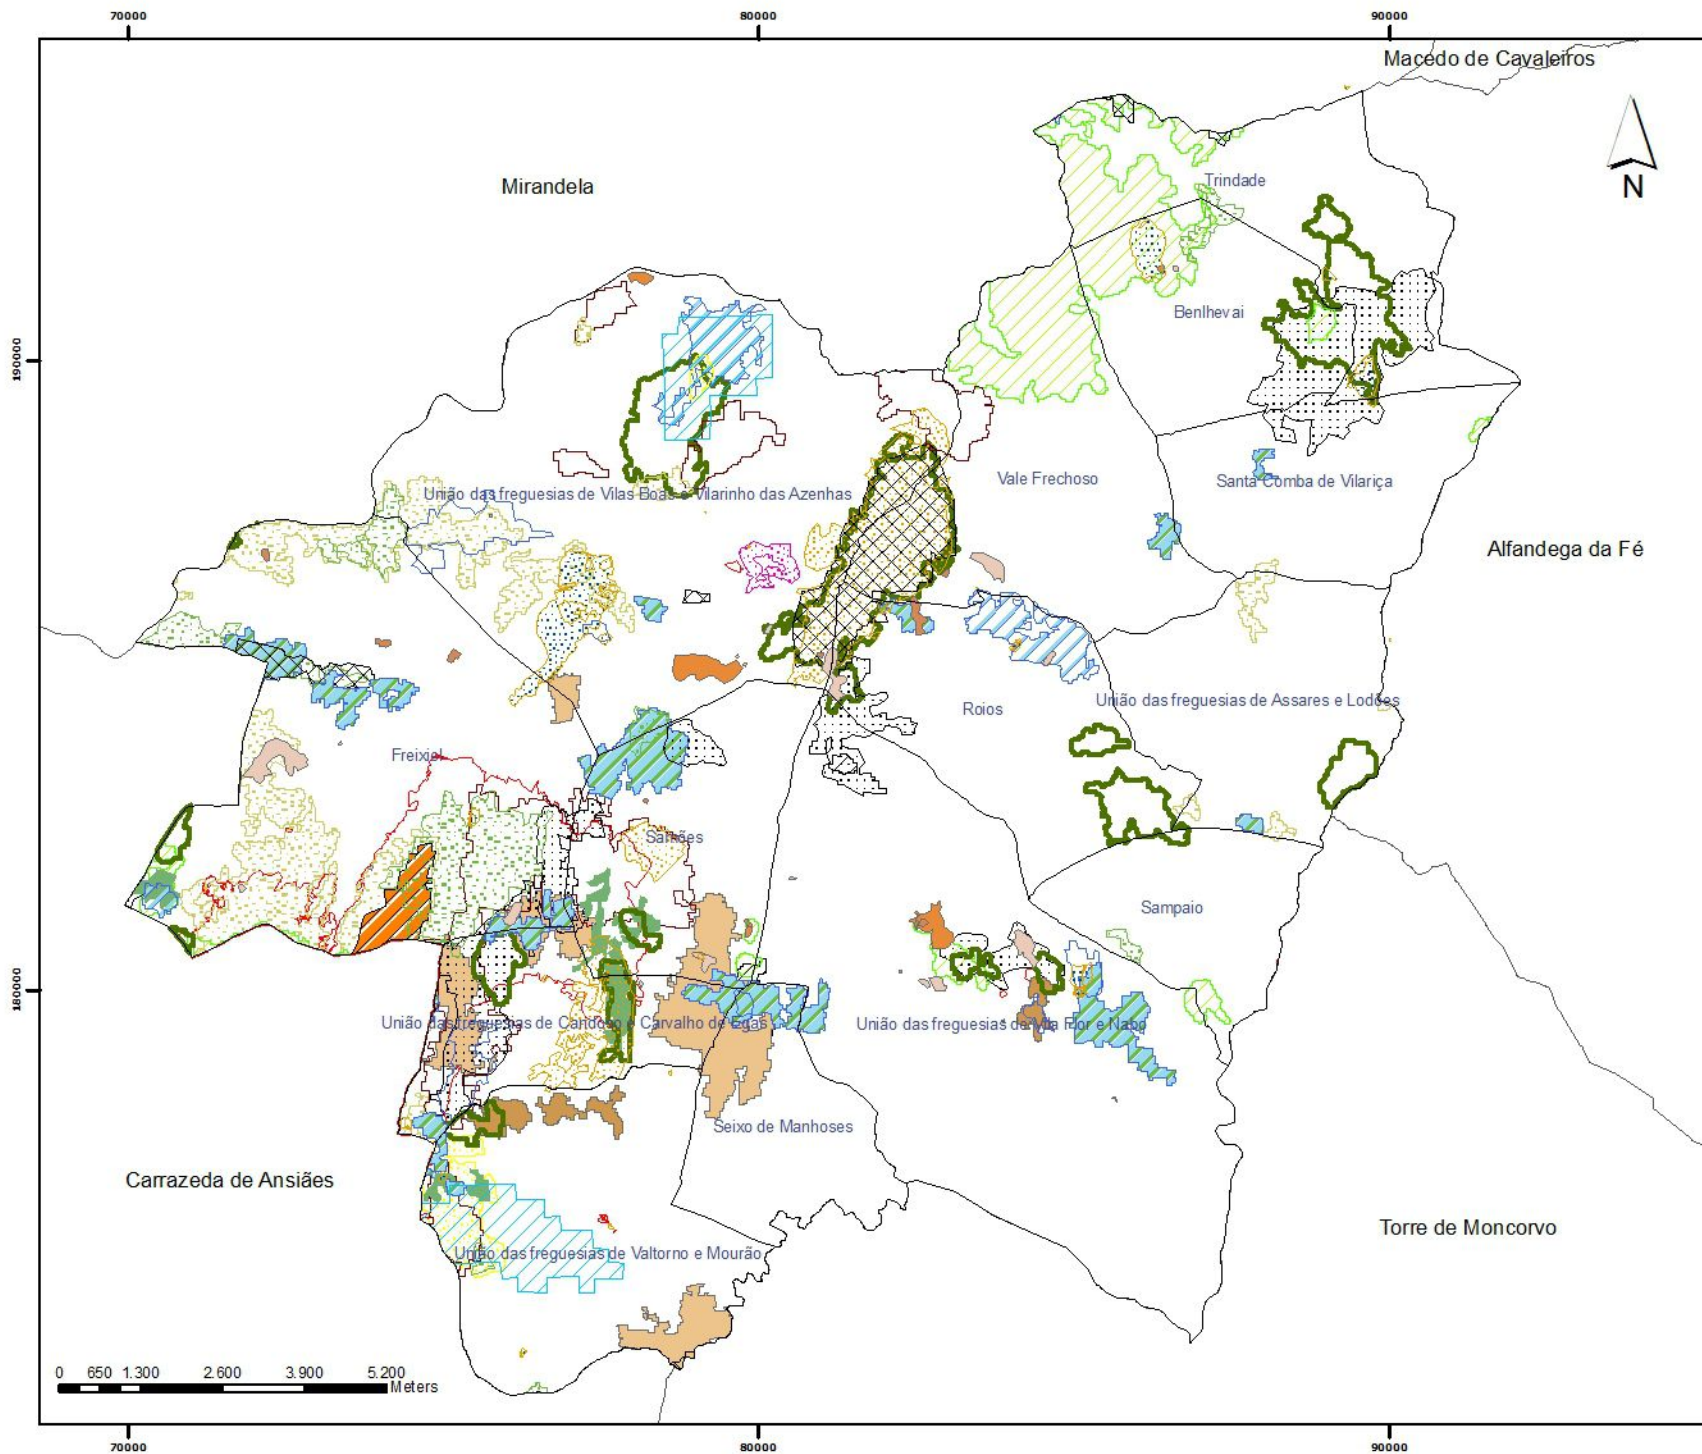 70000 80000 90000
Macedo de Cavaleiros
Mirandela
Trindade
N
Benlhevai
190000
Vale Frechoso
Santa Comba de Vilariça
União das freguesias de Vilas Boas e Vilarinho das Azenhas
Alfandega da Fé
União das freguesias de Assares e Lodões
Roios
Freixiel
Samões
Sampaio
180000
União das freguesias de Candoso e Carvalho de Egas
União das freguesias de Vila Flor e Nabo
Seixo de Manhoses
Carrazeda de Ansiães
Torre de Moncorvo
União das freguesias de Valtorno e Mourão
0 650 1.300 2.600 3.900 5.200
Meters
70000 80000 90000